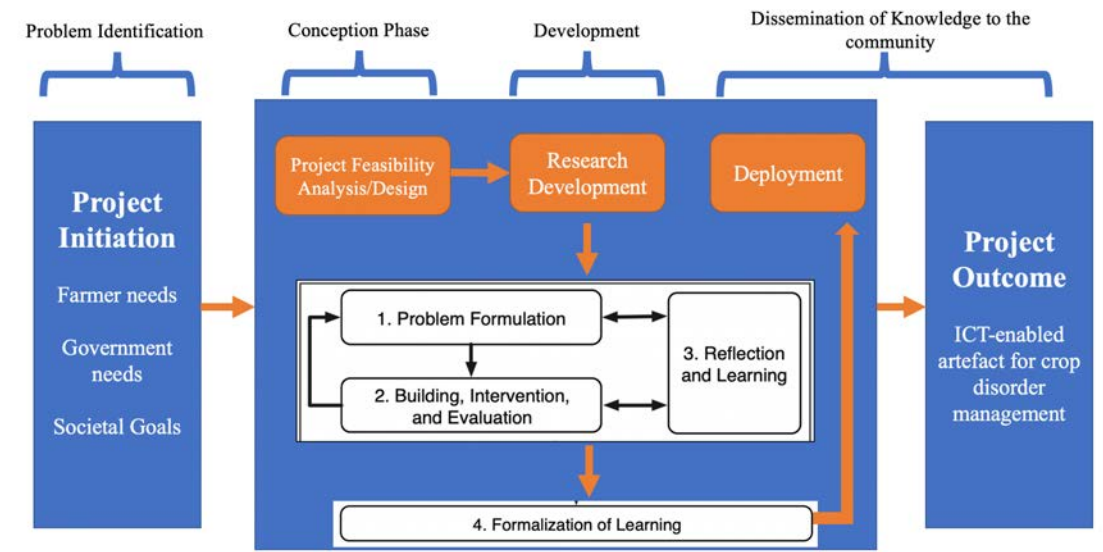 Problem Identification
Conception Phase
Development
Dissemination of Knowledge to the
community
Project
Initiation
Farmer needs
Government
needs
Societal Goals
Project Feasibility
Analysis/Design
Research
Development
Deployment
1. Problem Formulation
2. Building, Intervention,
and Evaluation
3. Reflection
and Learning
4. Formalization of Learning
Project
Outcome
ICT-enabled
artefact for crop
disorder
management